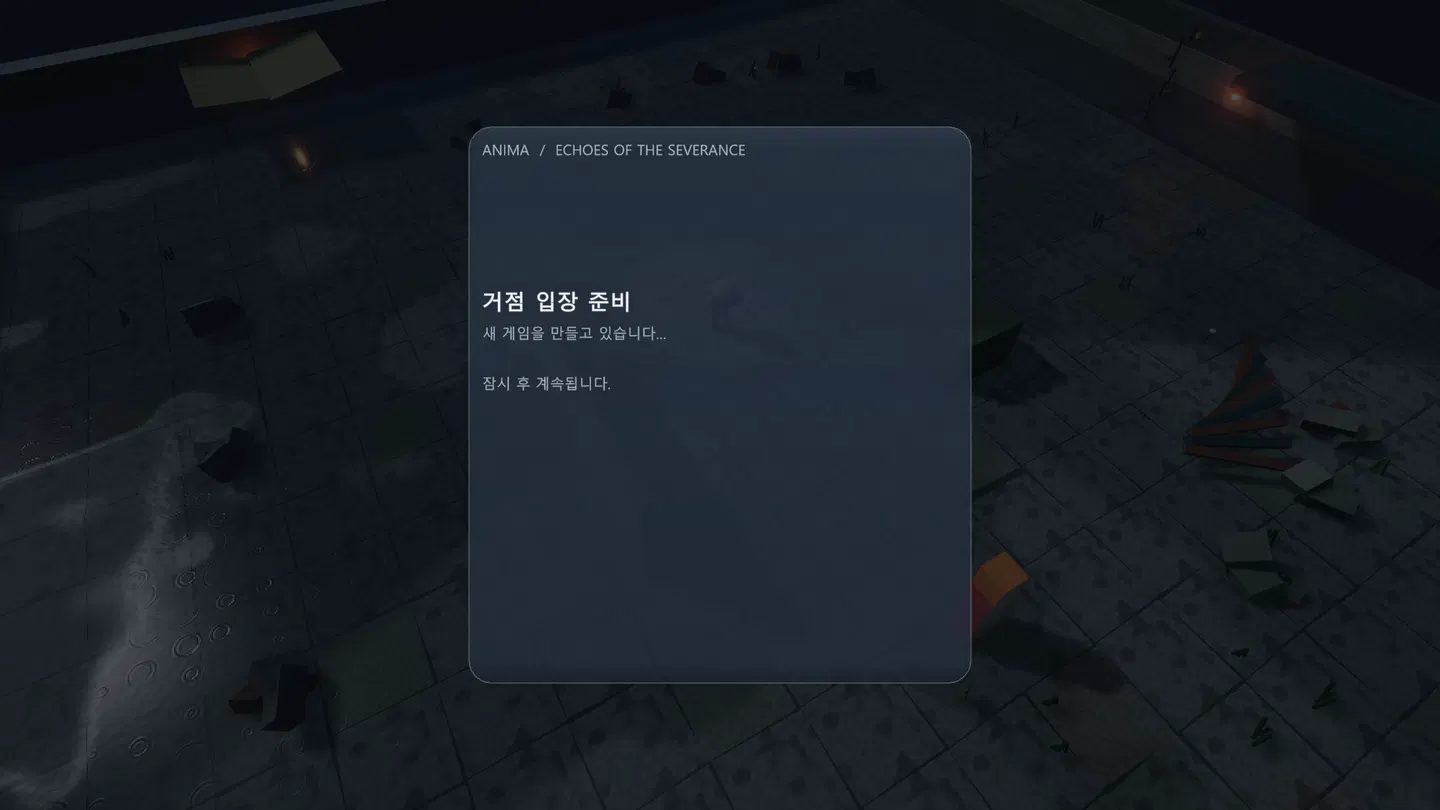 ANIMA / ECHOES OF THE SEVERANCE
거점 입장 준비
새 게임을 만들고 있습니다...
잠시 후 계속됩니다.